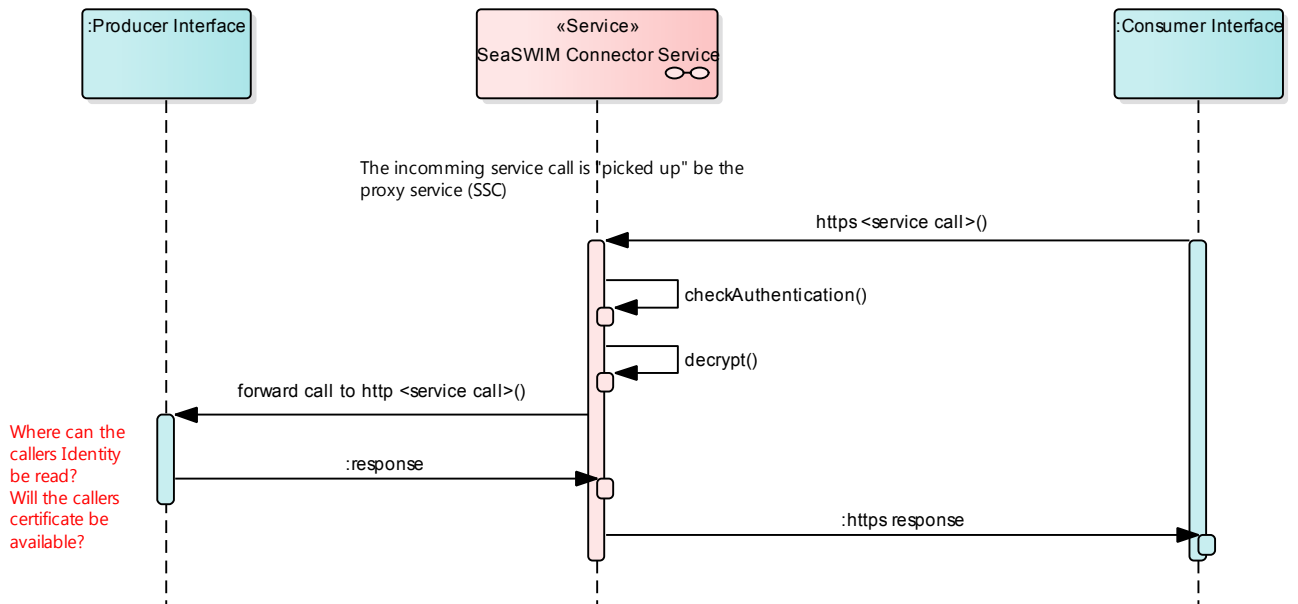 :Producer Interface
«Service»
SeaSWIM Connector Service
:Consumer Interface
The incomming service call is "picked up" be the
proxy service (SSC)
https <service call>()
checkAuthentication()
decrypt()
forward call to http <service call>()
Where can the
callers Identity
be read?
Will the callers
certificate be
available?
:response
:https response